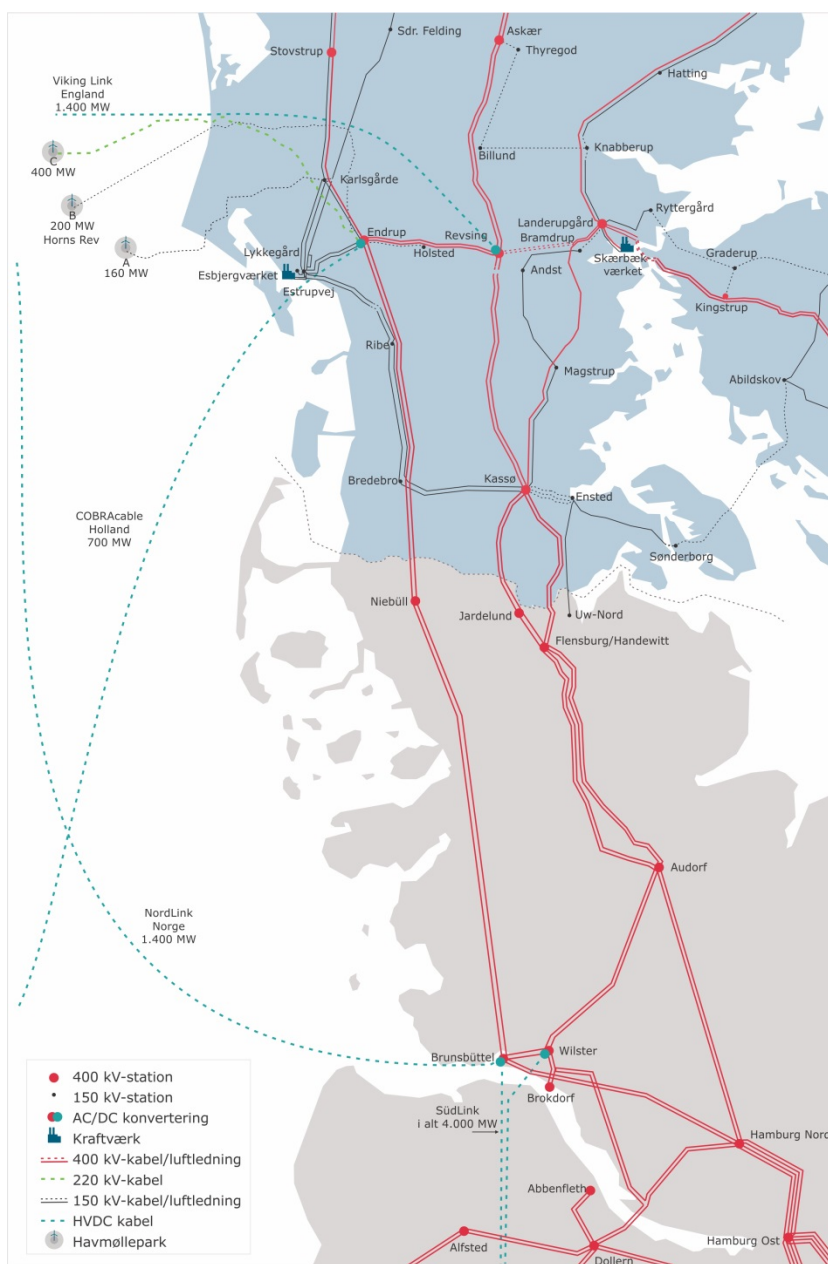 Sdr. Felding
Askær
Stovstrup
Thyregod
Viking Link
England
1.400 MW
Hatting
C
400 MW
Billund
Knabberup
Karlsgårde
B
200 MW
Horns Rev
Ryttergård
A
160 MW
Endrup
Revsing
Landerupgård
Bramdrup
Lykkegård
Holsted
Skærbæk
værket
Graderup
Esbjergværket
Andst
Estrupvej
Kingstrup
Ribe
Magstrup
Abildskov
Bredebro
Kassø
Ensted
COBRAcable
Holland
700 MW
Sønderborg
Niebüll
Jardelund
Uw-Nord
Flensburg/Handewitt
Audorf
NordLink
Norge
1.400 MW
Brunsbüttel
Wilster
Brokdorf
SüdLink
i alt 4.000 MW
Hamburg Nord
Abbenfleth
Alfsted
Dollern
Hamburg Ost
400 kV-station
150 kV-station
AC/DC konvertering
Kraftværk
400 kV-kabel/luftledning
220 kV-kabel
150 kV-kabel/luftledning
HVDC kabel
Havmøllepark